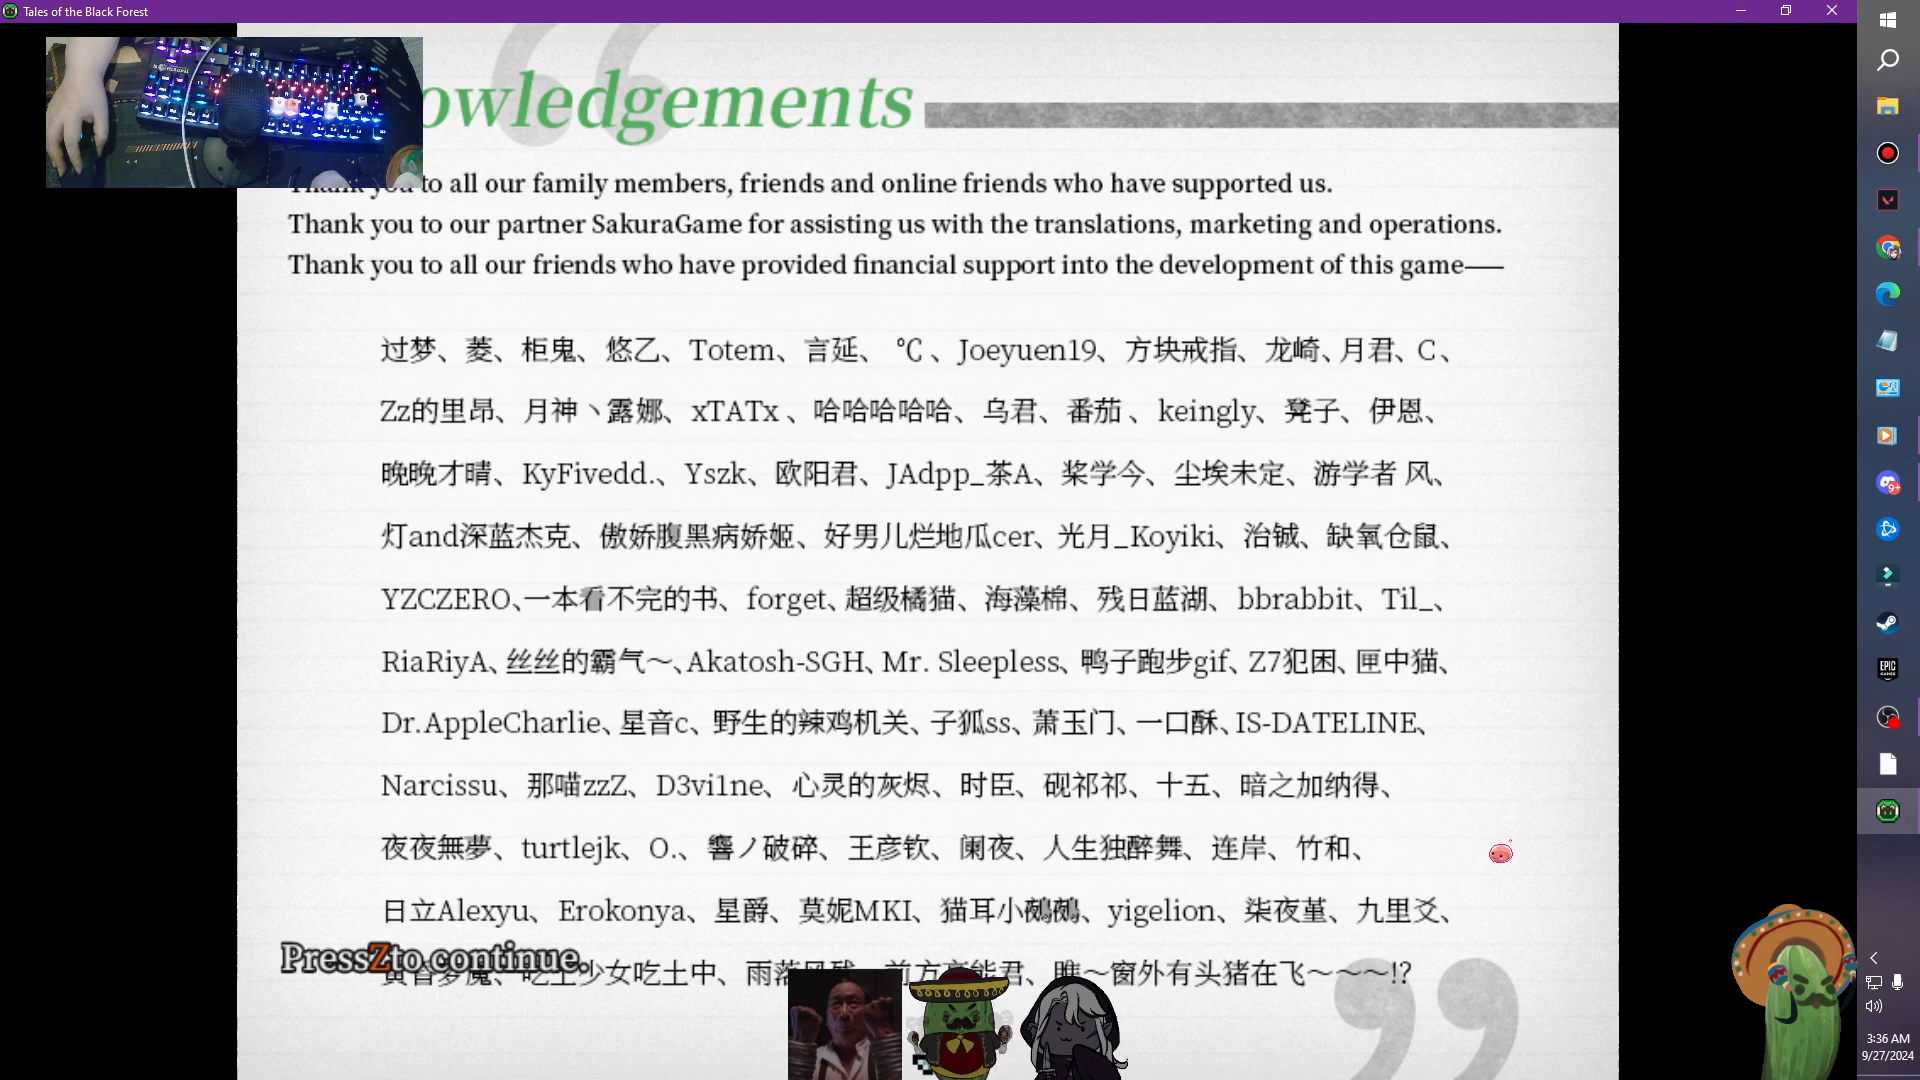 Tales of the Black Forest
owledgements
to all our family members, friends and online friends who have supported us.
Thank you to our partner SakuraGame for assisting us with the translations, marketing and operations.
Thank you to all our friends who have provided financial support into the development of this game——
过梦、菱、柜鬼、悠乙、Totem、言延、 ℃ 、Joeyuen19、方块戒指、龙崎、月君、C、
Zz的里昂、月神丶露娜、xTATx 、哈哈哈哈哈、乌君、番茄 、keingly、凳子、伊恩、
晚晚才晴、KyFivedd.、Yszk、欧阳君、JAdpp_茶A、桨学今、尘埃未定、游学者 风、
灯and深蓝杰克、傲娇腹黑病娇姬、好男儿烂地瓜cer、光月_Koyiki、治铖、缺氧仓鼠、
YZCZERO、一本看不完的书、forget、超级橘猫、海藻棉、残日蓝湖、bbrabbit、Til_、
RiaRiyA、丝丝的霸气～、Akatosh-SGH、Mr. Sleepless、鸭子跑步gif、Z7犯困、匣中猫、
Dr.AppleCharlie、星音c、野生的辣鸡机关、子狐ss、萧玉门、一口酥、IS-DATELINE、
Narcissu、那喵zzZ、D3vi1ne、心灵的灰烬、时臣、砚祁祁、十五、暗之加纳得、
夜夜無夢、turtlejk、O.、響ノ破碎、王彦钦、阑夜、人生独醉舞、连岸、竹和、
日立Alexyu、Erokonya、星爵、莫妮MKI、猫耳小鹓鹓、yigelion、柒夜堇、九里爻、
PressZto continue.
吃土少女吃土中、雨落 君、瞧～窗外有头猪在飞～～～!?
9+
EPIC GAMES
3:36 AM
9/27/2024